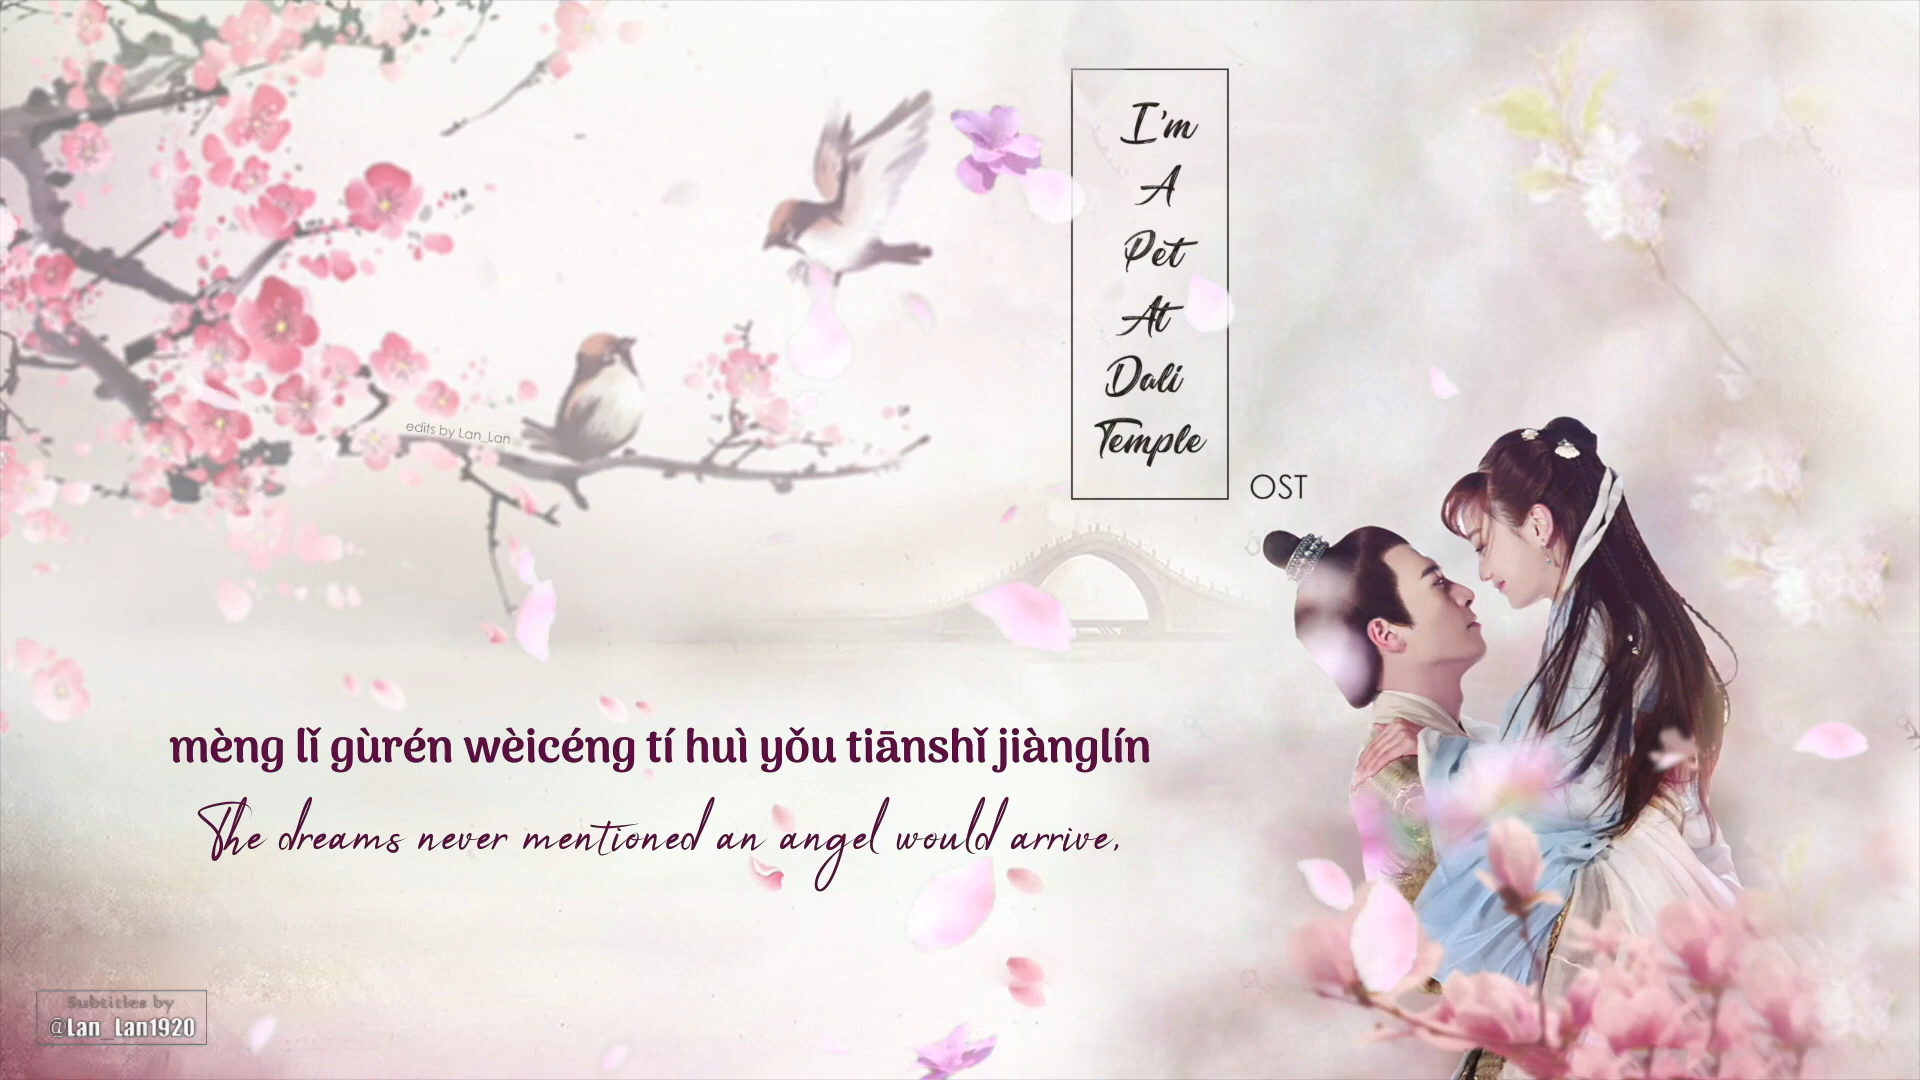 I'm
A
Pet
At
Dali
Temple
OST
edits by Lan_Lan
mèng lǐ gùrén wèicéng tí huì yǒu tiānshǐ jiànglín
The dreams never mentioned an angel would arrive,
Subtitles by
@Lan_Lan1920